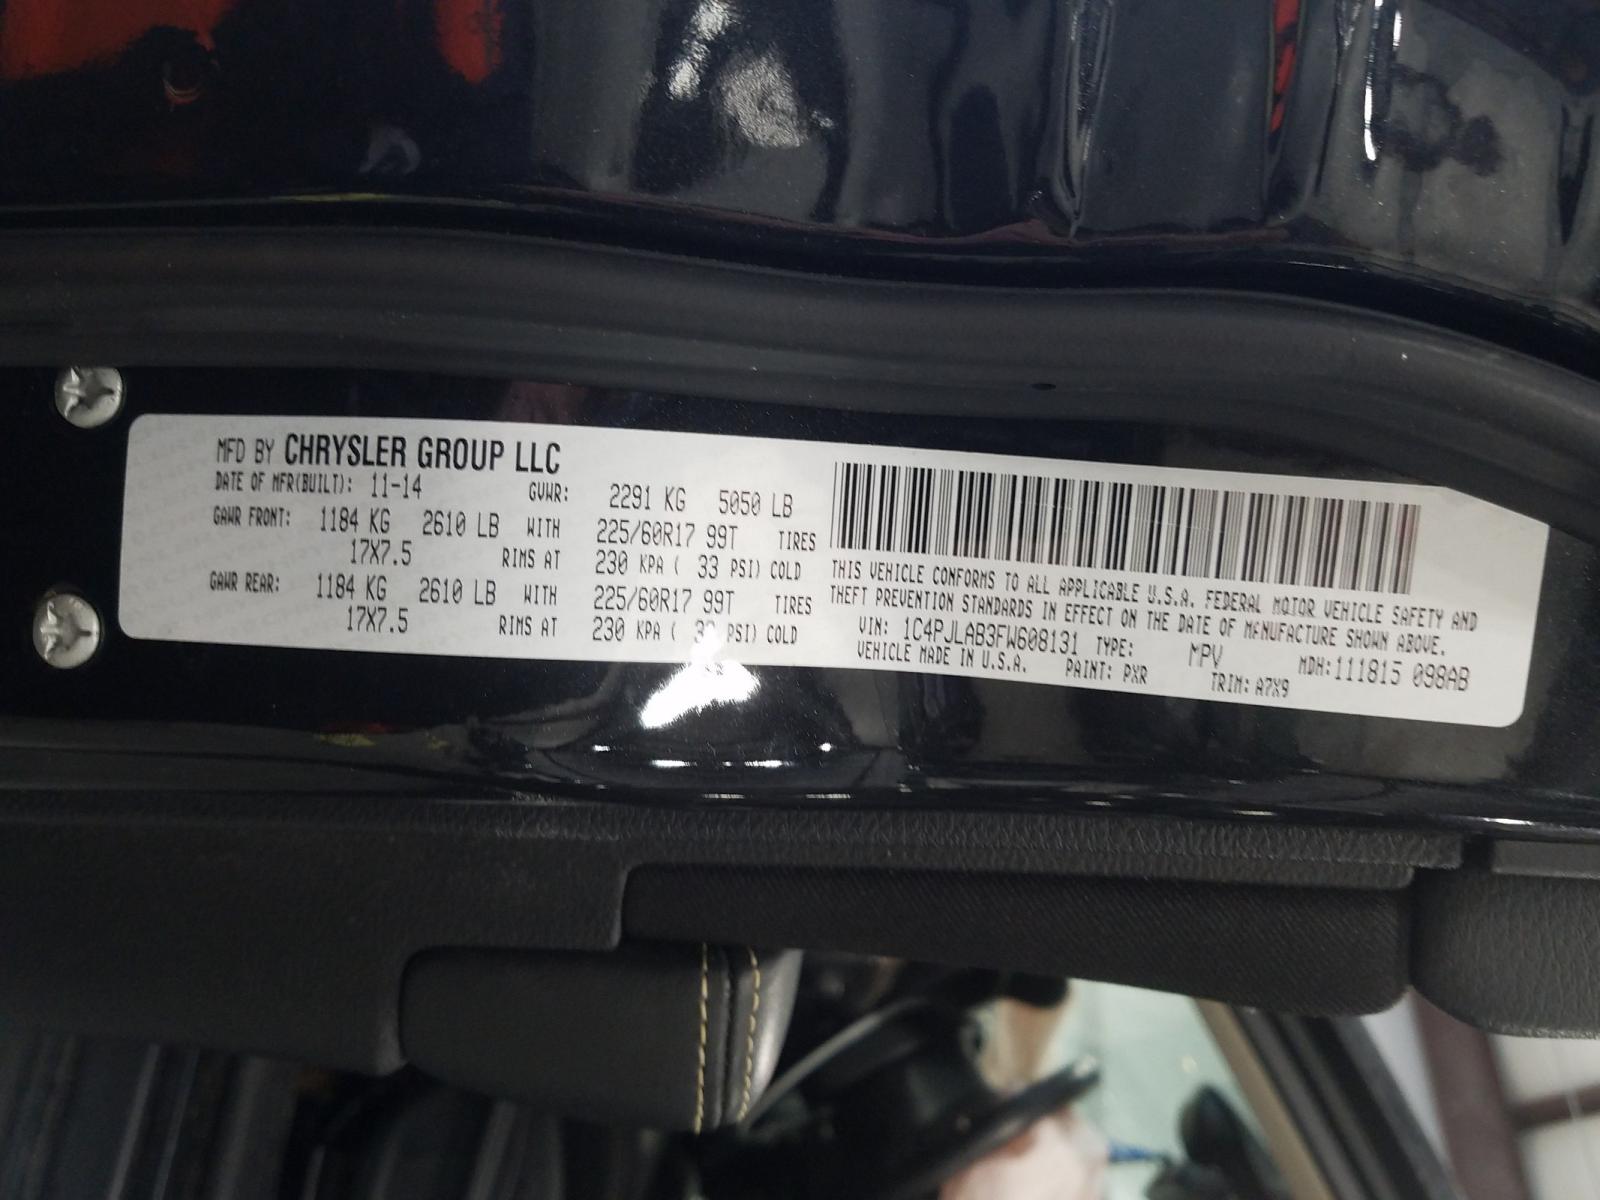 MFD BY CHRYSLER GROUP LLC
DATE OF MFR(BUILT): 11-14 GVWR: 2291 KG 5050 LB
GAWR FRONT: 1184 KG 2610 LB WITH 225/60R17 99T TIRES
17X7.5 RIMS AT 230 KPA ( 33 PSI) COLD
GAWR REAR: 1184 KG 2610 LB WITH 225/60R17 99T TIRES
17X7.5 RIMS AT 230 KPA ( 33 PSI) COLD
THIS VEHICLE CONFORMS TO ALL APPLICABLE U.S.A. FEDERAL MOTOR VEHICLE SAFETY AND
THEFT PREVENTION STANDARDS IN EFFECT ON THE DATE OF MANUFACTURE SHOWN ABOVE.
VIN: 1C4PJLAB3FW608131 TYPE: MPV MDH:111815 098AB
VEHICLE MADE IN U.S.A. PAINT: PXR TRIM: A7X9